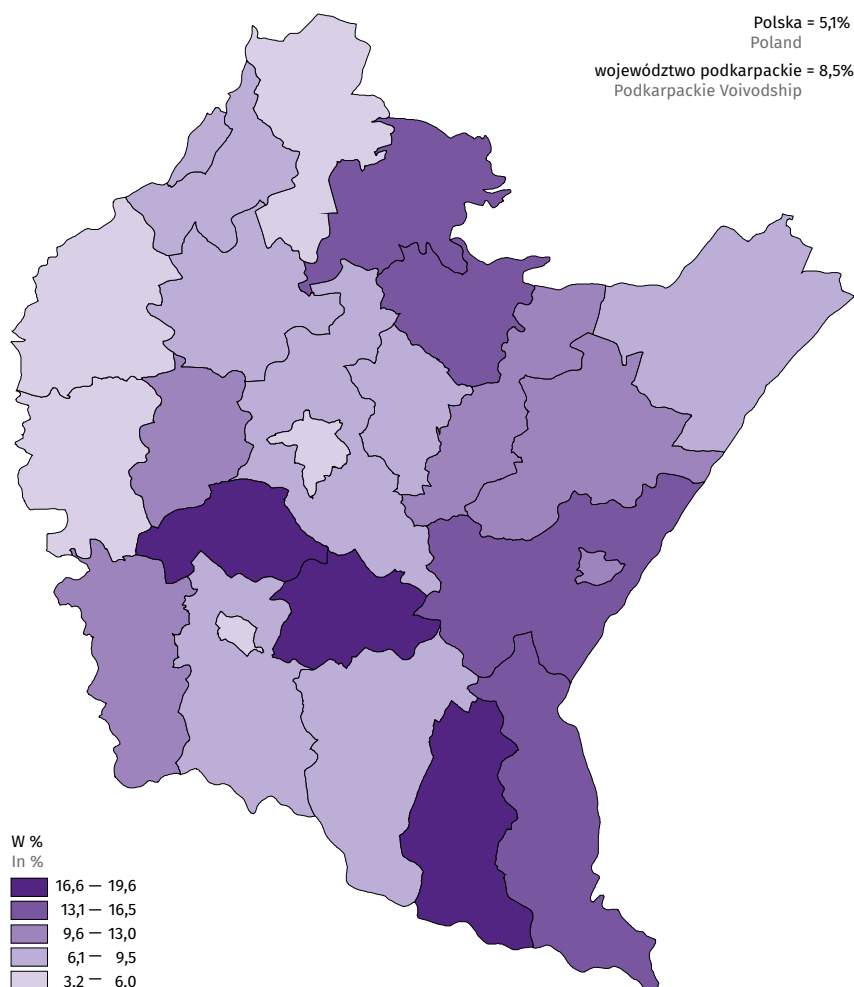 Polska = 5,1%
Poland
województwo podkarpackie = 8,5%
Podkarpackie Voivodship
W %
In %
16,6 — 19,6
13,1 — 16,5
9,6 — 13,0
6,1 — 9,5
3,2 — 6,0